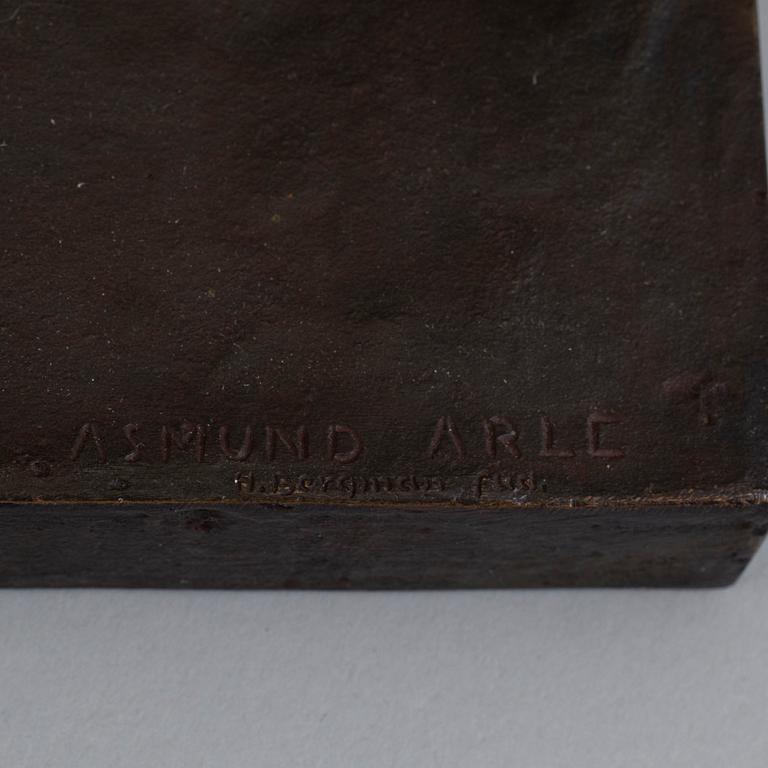 ASMUND ARLE
H. Bergman Fud.